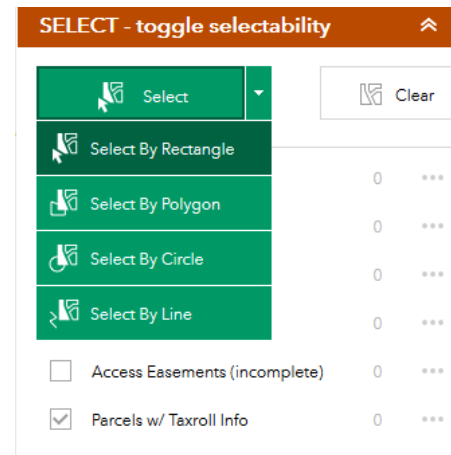 SELECT - toggle selectability
Select
Clear
Select By Rectangle
0
Select By Polygon
0
Select By Circle
0
Select By Line
0
Access Easements (incomplete) 0
Parcels w/ Taxroll Info 0